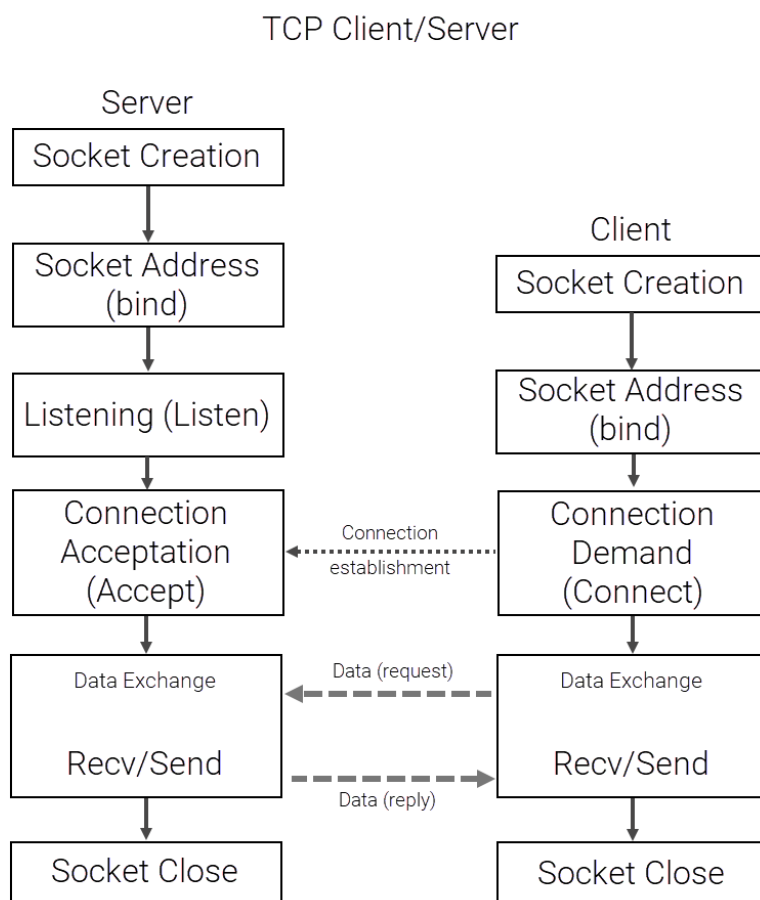 TCP Client/Server
Server
Socket Creation
Socket Address
(bind)
Listening (Listen)
Connection
Acceptation
(Accept)
Data Exchange
Recv/Send
Socket Close
Client
Socket Creation
Socket Address
(bind)
Connection
Demand
(Connect)
Data Exchange
Recv/Send
Socket Close
Connection
establishment
Data (request)
Data (reply)